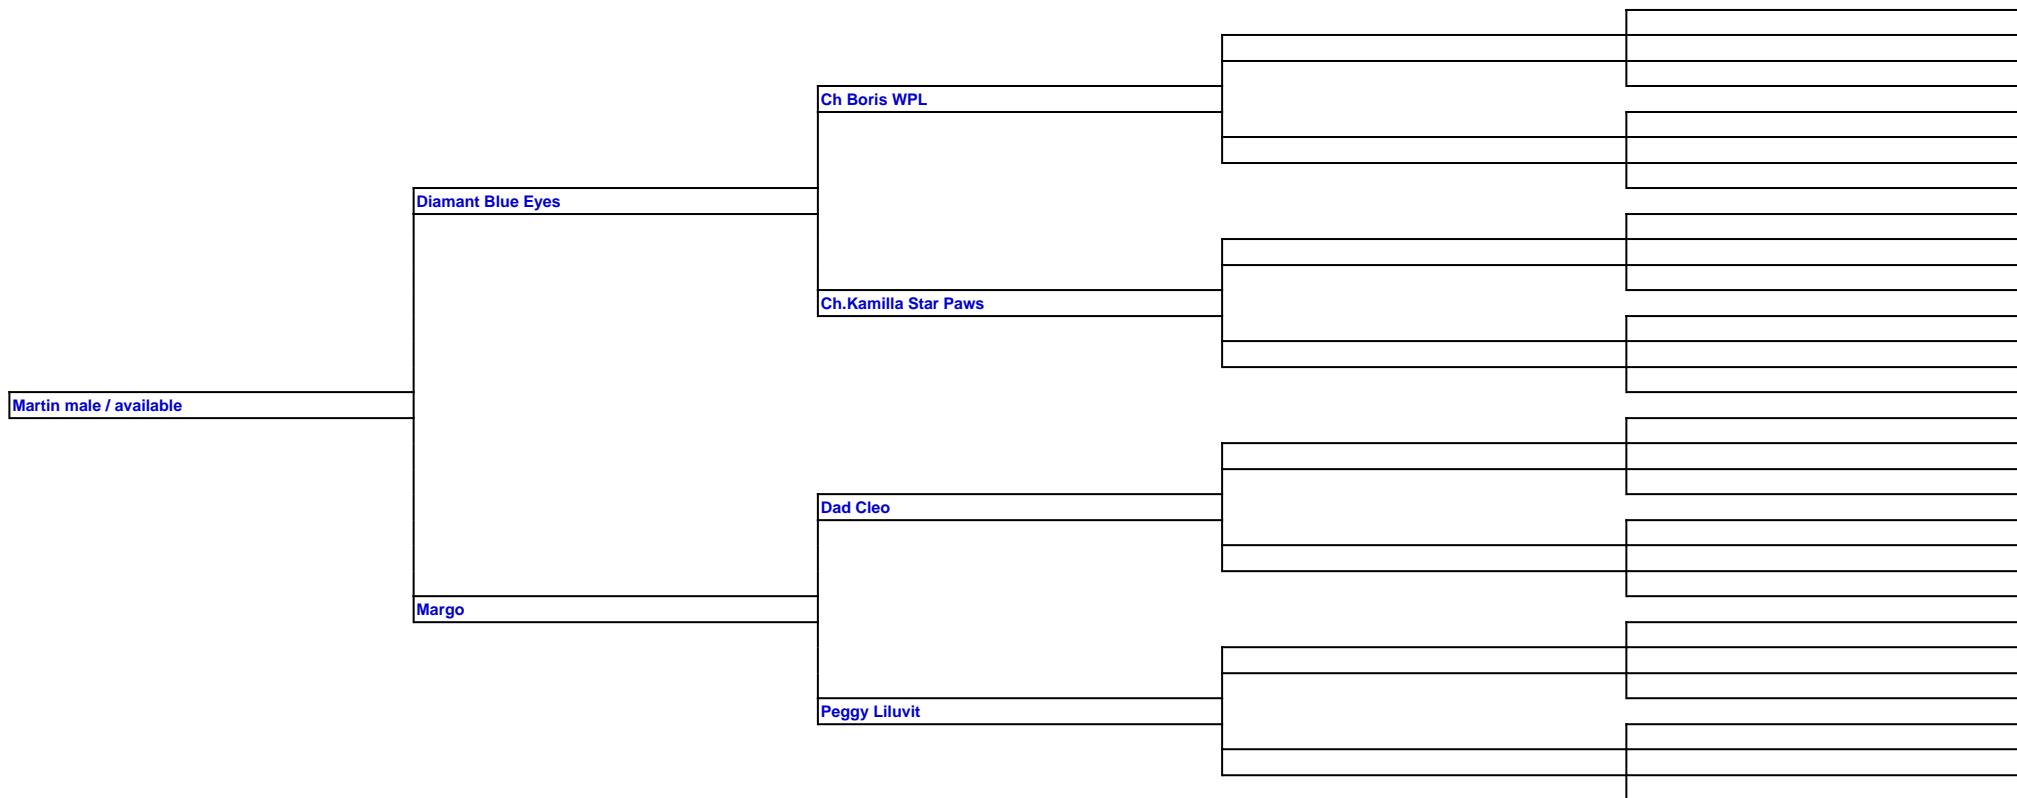 Ch Boris WPL
Diamant Blue Eyes
Ch.Kamilla Star Paws
Martin male / available
Dad Cleo
Margo
Peggy Liluvit